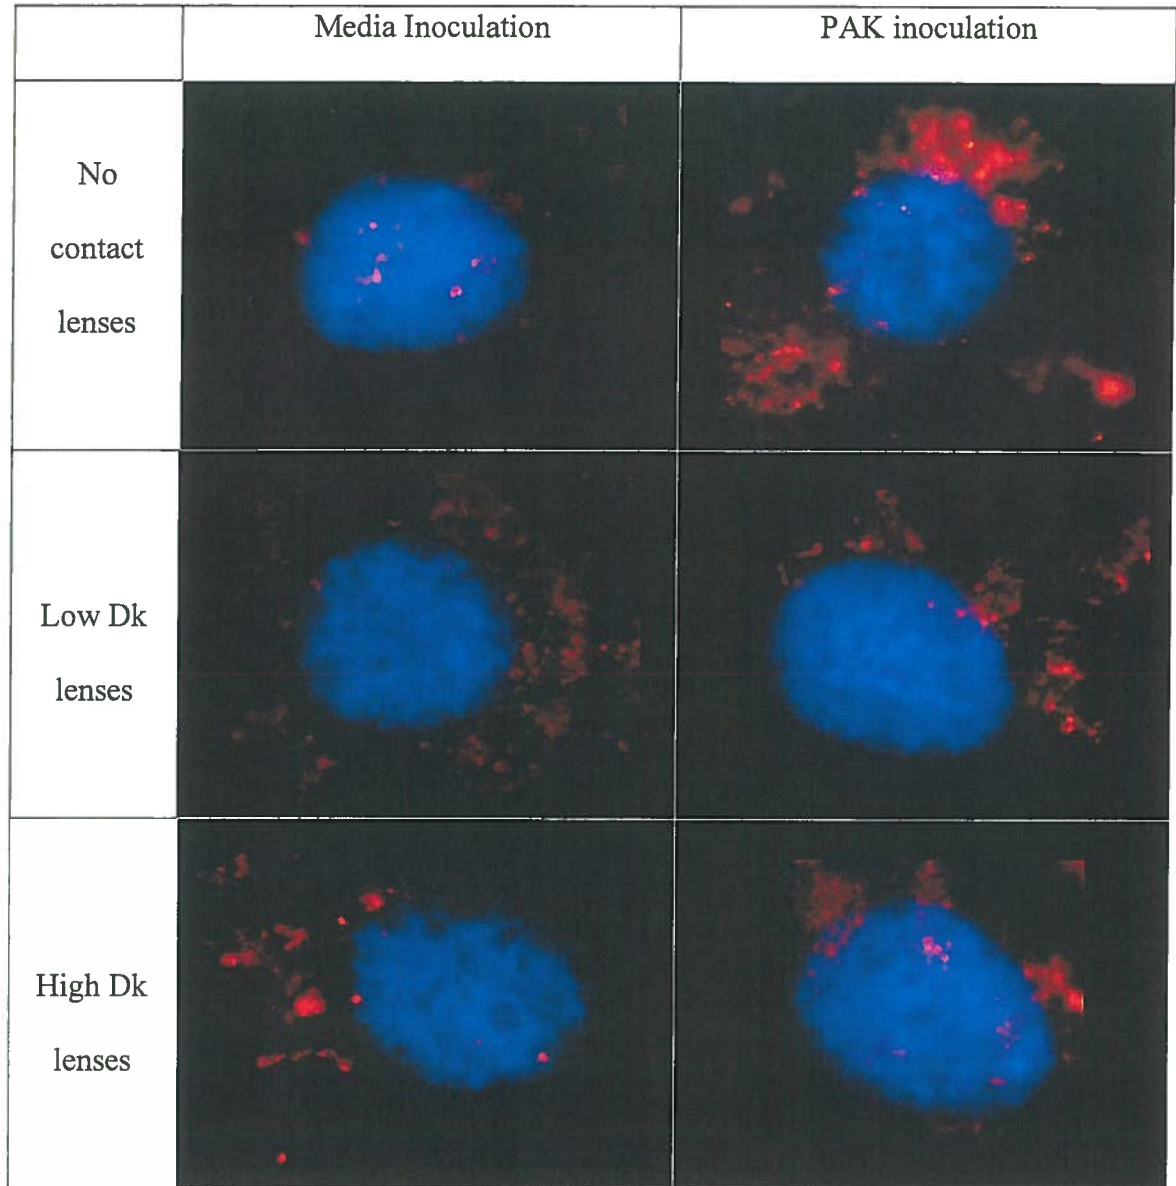 Media Inoculation
PAK inoculation
No
contact
lenses
Low Dk
lenses
High Dk
lenses